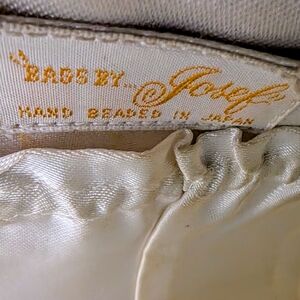 "BAGS BY... Josef"
HAND BEADED IN JAPAN